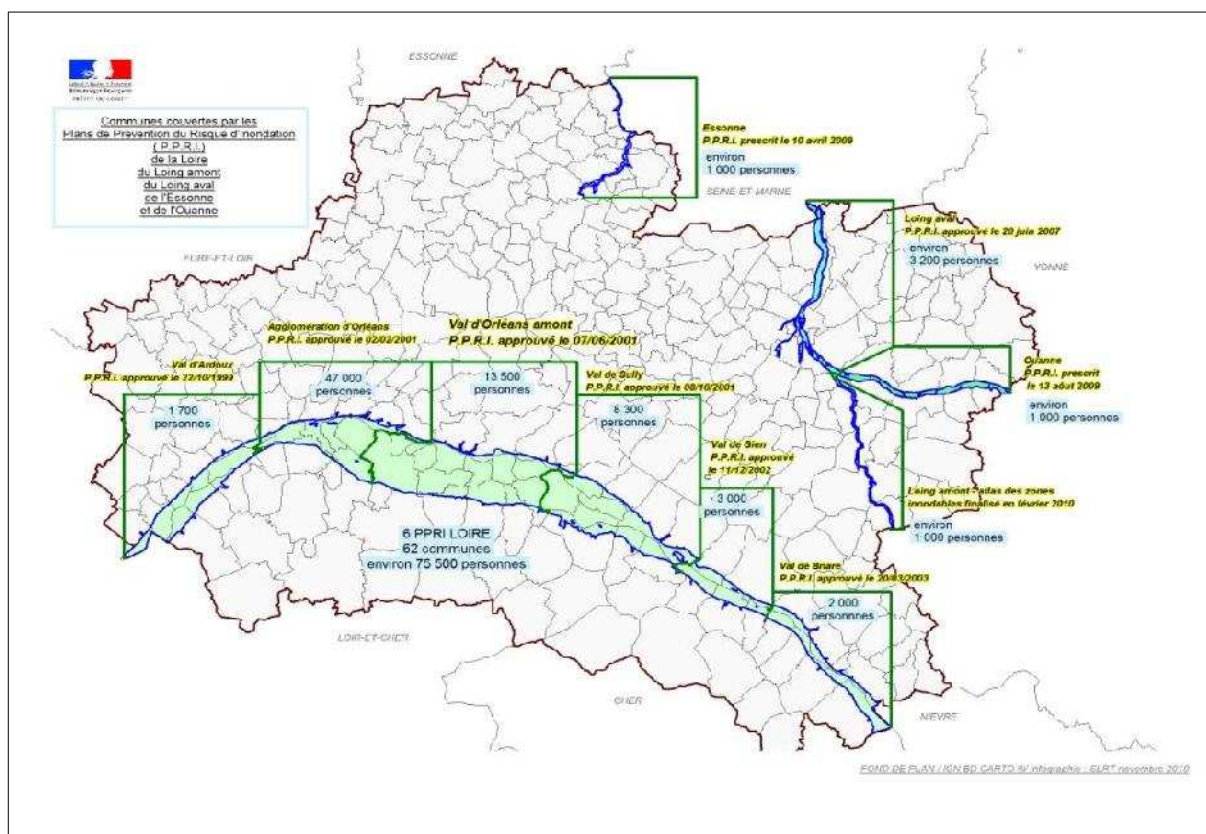 ESSONNE
Communes couvertes par les
Plans de Prévention du Risque d'Inondation
( P.P.R.I.)
de la Loire
du Loing amont
du Loing aval
de l'Essonne
et de l'Ouanne
Essonne
P.P.R.I. prescrit le 10 avril 2009
environ
1 000 personnes
SEINE-ET-MARNE
Loing aval
P.P.R.I. approuvé le 20 juin 2007
environ
3 200 personnes
YONNE
EURE-ET-LOIR
Agglomération d'Orléans
P.P.R.I. approuvé le 02/02/2001
Val d'Orléans amont
P.P.R.I. approuvé le 07/06/2001
Val d'Ardoux
P.P.R.I. approuvé le
Val de Sully
P.P.R.I. approuvé le 08/10/2001
Ouanne
P.P.R.I. prescrit
le 13 août 2009
environ
1 000 personnes
47 000
personnes
13 500
personnes
1 700
personnes
8 300
personnes
Val de Gien
P.P.R.I. approuvé
le 11/12/2002
3 000
personnes
Loing amont : atlas des zones
inondables finalisé en février 2010
environ
1 000 personnes
6 PPRI LOIRE
62 communes
environ 75 500 personnes
Val de Briare
P.P.R.I. approuvé le 20/03/2003
2 000
personnnes
LOIR-ET-CHER
CHER
NIEVRE
FOND DE PLAN / IGN BD CARTO ® infographie : SLRT novembre 2010